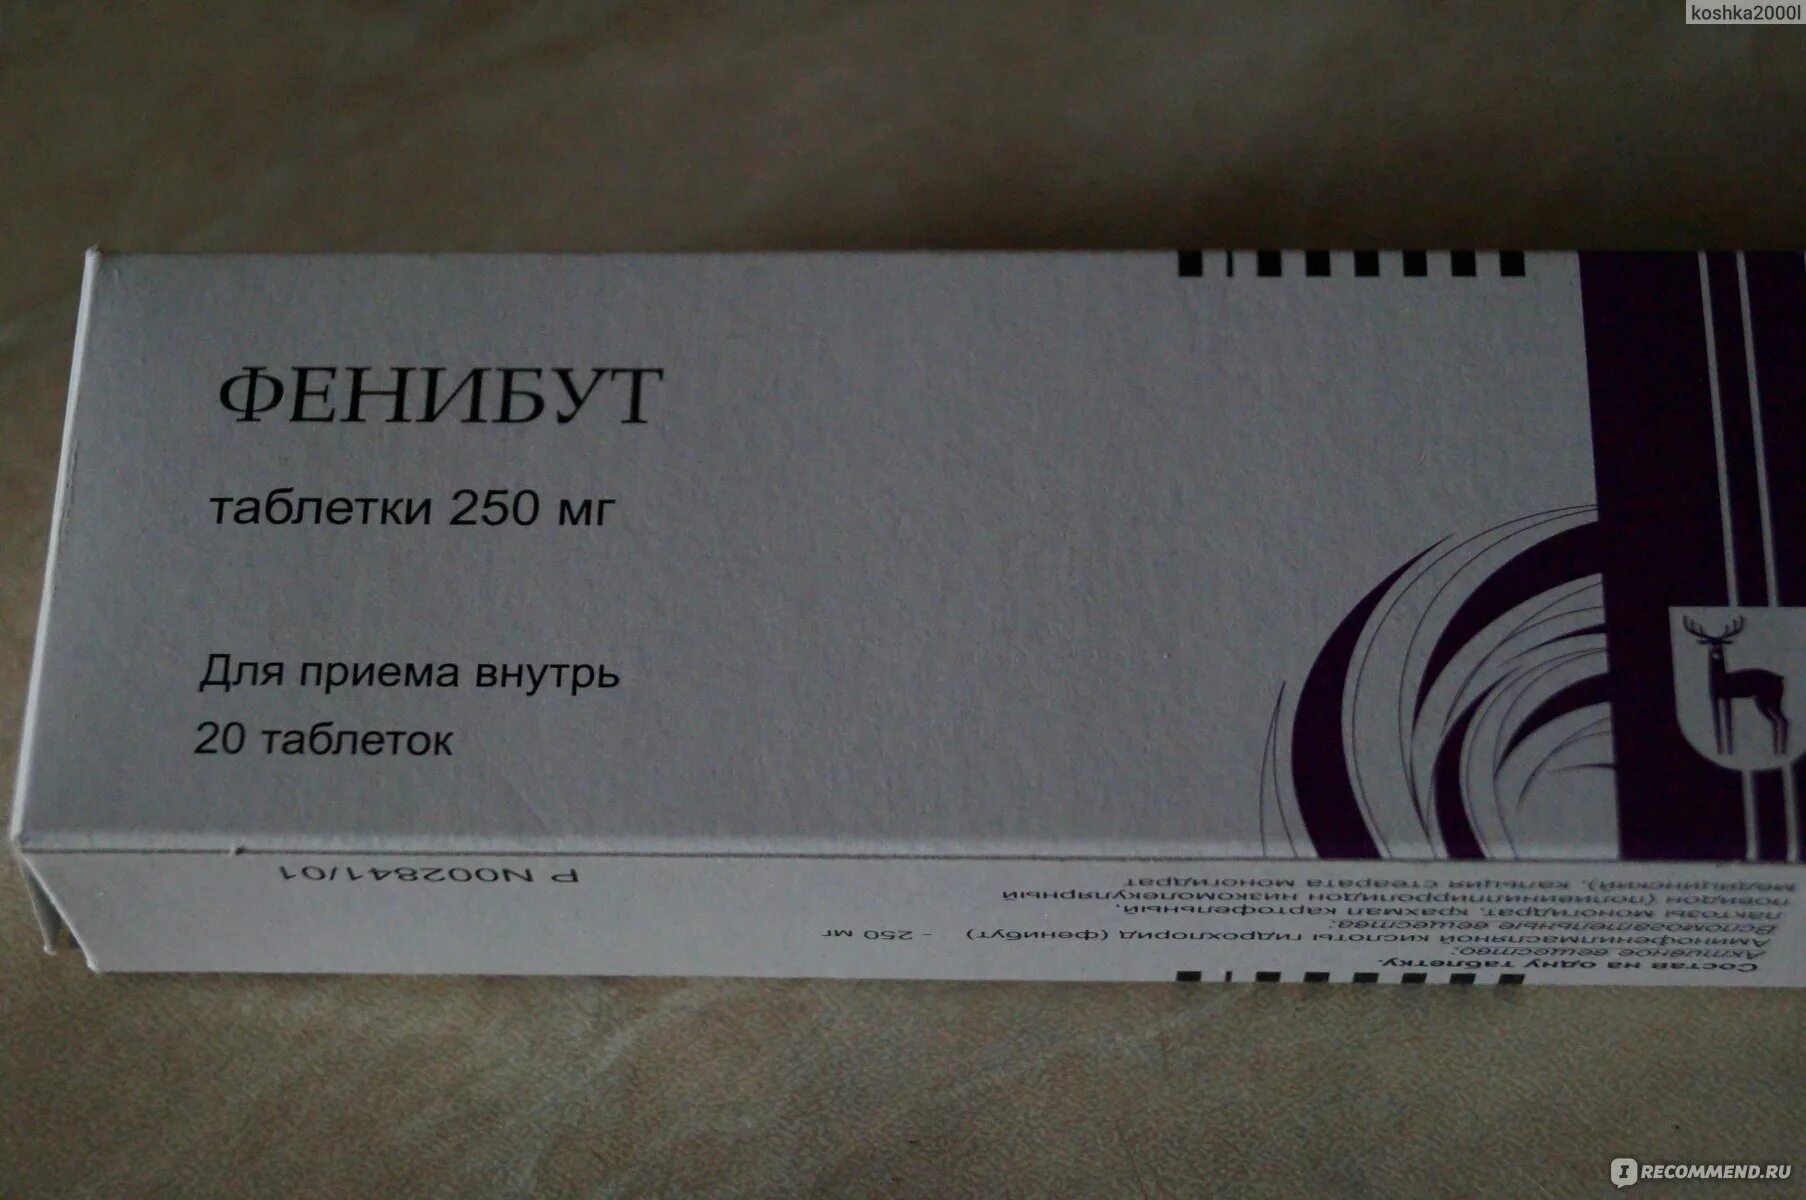 koshka2000l
ФЕНИБУТ
таблетки 250 мг
Для приема внутрь
20 таблеток
Р N002841/01
Состав на одну таблетку:
Активное вещество:
Аминофенилмасляной кислоты гидрохлорид (фенибут) - 250 мг
Вспомогательные вещества:
лактозы моногидрат, крахмал картофельный,
повидон (поливинилпирролидон низкомолекулярный
медицинский), кальция стеарата моногидрат
IRECOMMEND.RU